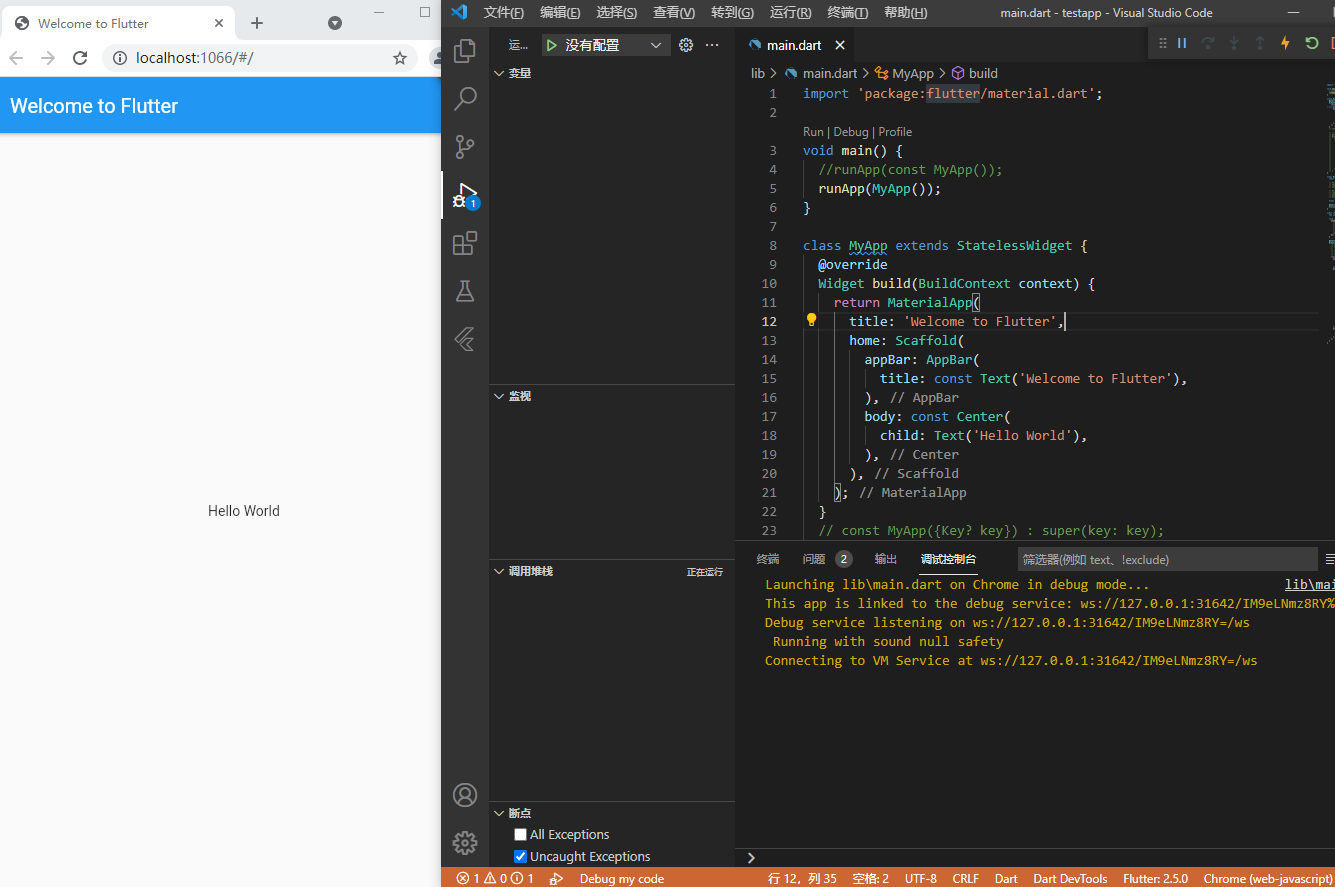 Welcome to Flutter
localhost:1066/#/
Welcome to Flutter
Hello World
文件(F) 编辑(E) 选择(S) 查看(V) 转到(G) 运行(R) 终端(T) 帮助(H) main.dart - testapp - Visual Studio Code
运... 没有配置
变量
监视
调用堆栈 正在运行
断点
All Exceptions
Uncaught Exceptions
1
main.dart
lib > main.dart > MyApp > build
1 import 'package:flutter/material.dart';
2
Run | Debug | Profile
3 void main() {
4 //runApp(const MyApp());
5 runApp(MyApp());
6 }
7
8 class MyApp extends StatelessWidget {
9 @override
10 Widget build(BuildContext context) {
11 return MaterialApp(
12 title: 'Welcome to Flutter',
13 home: Scaffold(
14 appBar: AppBar(
15 title: const Text('Welcome to Flutter'),
16 ), // AppBar
17 body: const Center(
18 child: Text('Hello World'),
19 ), // Center
20 ), // Scaffold
21 ); // MaterialApp
22 }
23 // const MyApp({Key? key}) : super(key: key);
终端 问题 2 输出 调试控制台 筛选器(例如 text、!exclude)
Launching lib\main.dart on Chrome in debug mode... lib\mai
This app is linked to the debug service: ws://127.0.0.1:31642/IM9eLNmz8RY%
Debug service listening on ws://127.0.0.1:31642/IM9eLNmz8RY=/ws
Running with sound null safety
Connecting to VM Service at ws://127.0.0.1:31642/IM9eLNmz8RY=/ws
1 0 1 Debug my code 行 12，列 35 空格: 2 UTF-8 CRLF Dart Dart DevTools Flutter: 2.5.0 Chrome (web-javascript)